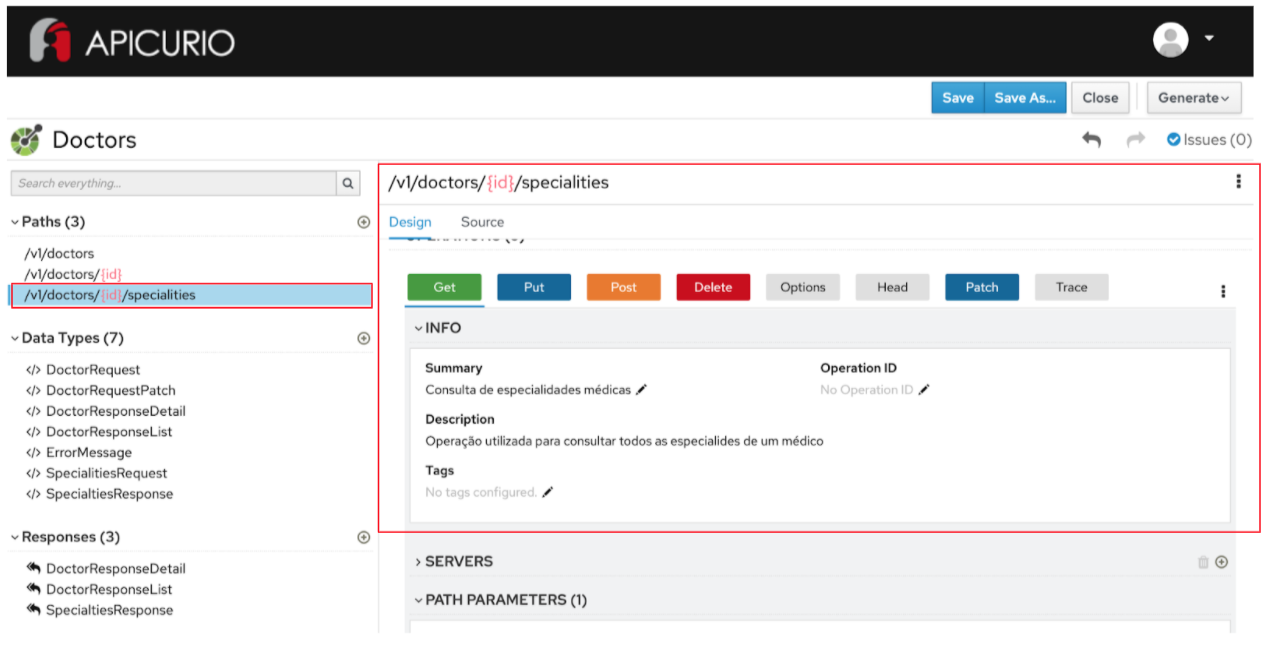 APICURIO
Save Save As... Close Generate
Doctors
Issues (0)
Search everything...
Paths (3)
/v1/doctors
/v1/doctors/{id}
/v1/doctors/{id}/specialities
Data Types (7)
</> DoctorRequest
</> DoctorRequestPatch
</> DoctorResponseDetail
</> DoctorResponseList
</> ErrorMessage
</> SpecialitiesRequest
</> SpecialtiesResponse
Responses (3)
DoctorResponseDetail
DoctorResponseList
SpecialtiesResponse
/v1/doctors/{id}/specialities
Design Source
Get Put Post Delete Options Head Patch Trace
INFO
Summary
Consulta de especialidades médicas
Operation ID
No Operation ID
Description
Operação utilizada para consultar todos as especialides de um médico
Tags
No tags configured.
SERVERS
PATH PARAMETERS (1)